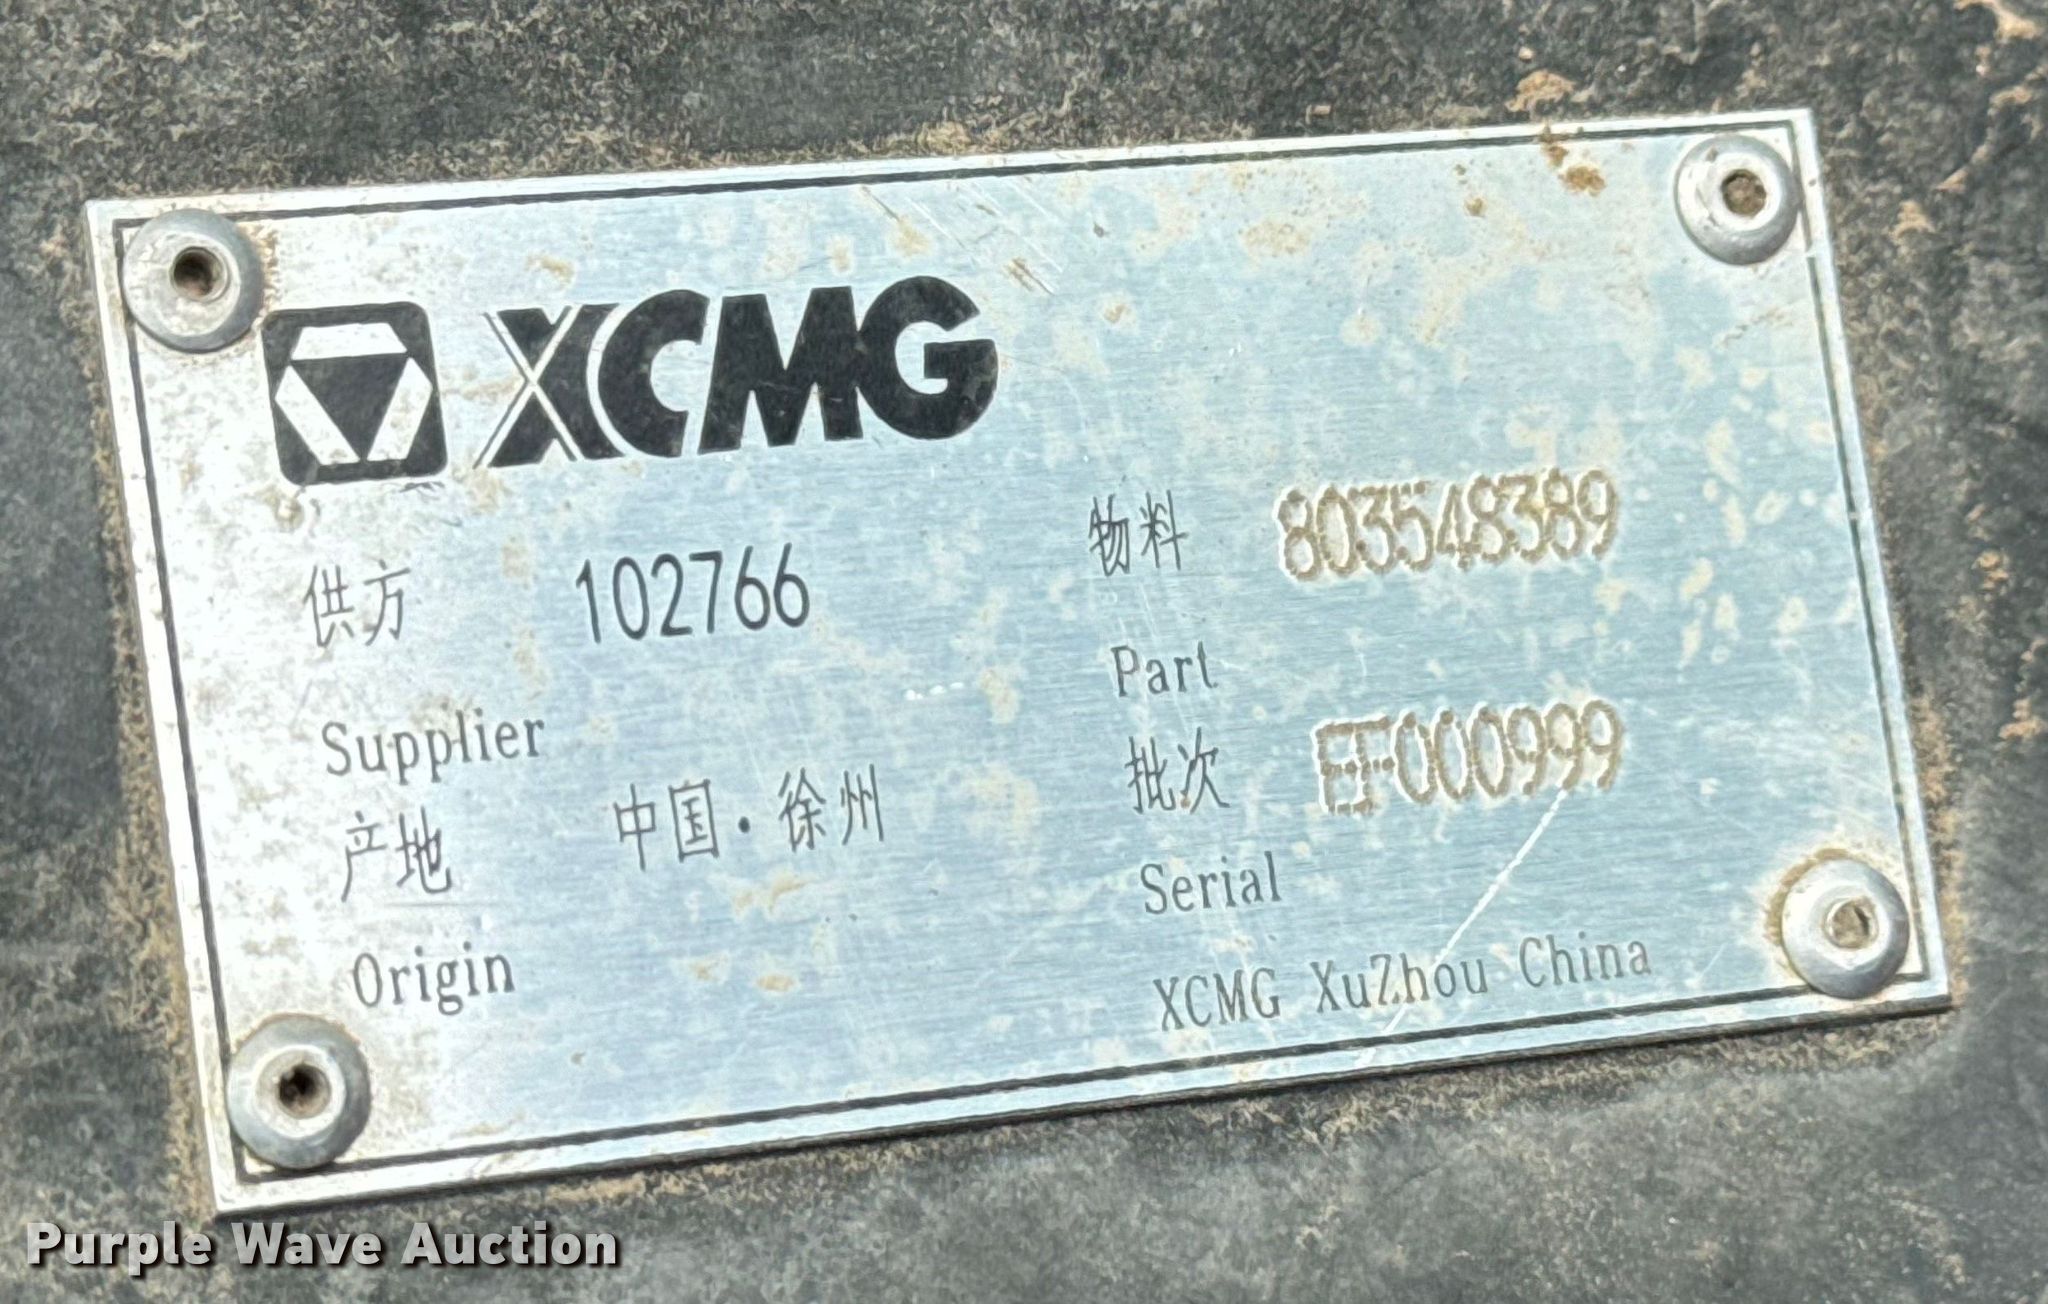 XCMG
供方 102766
物料 803548389
Supplier
Part
产地 中国·徐州
批次 EF000999
Origin
Serial
XCMG XuZhou China
Purple Wave Auction